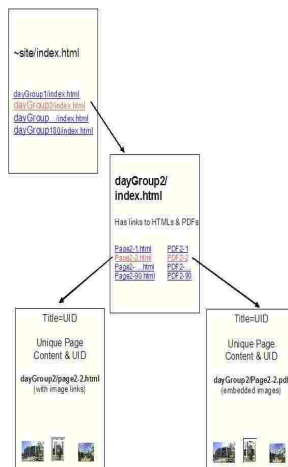 ~site/index.html
dayGroup1/index.html
dayGroup2/index.html
dayGroup... /index.html
dayGroup180/index.html
dayGroup2/
index.html
Has links to HTMLs & PDFs
Page2-1.html PDF2-1
Page2-2.html PDF2-2
Page2-....html PDF2-...
Page2-90.html PDF2-90
Title=UID
Unique Page
Content & UID
dayGroup2/page2-2.html
(with image links)
Title=UID
Unique Page
Content & UID
dayGroup2/Page2-2.pdf
(embedded images)